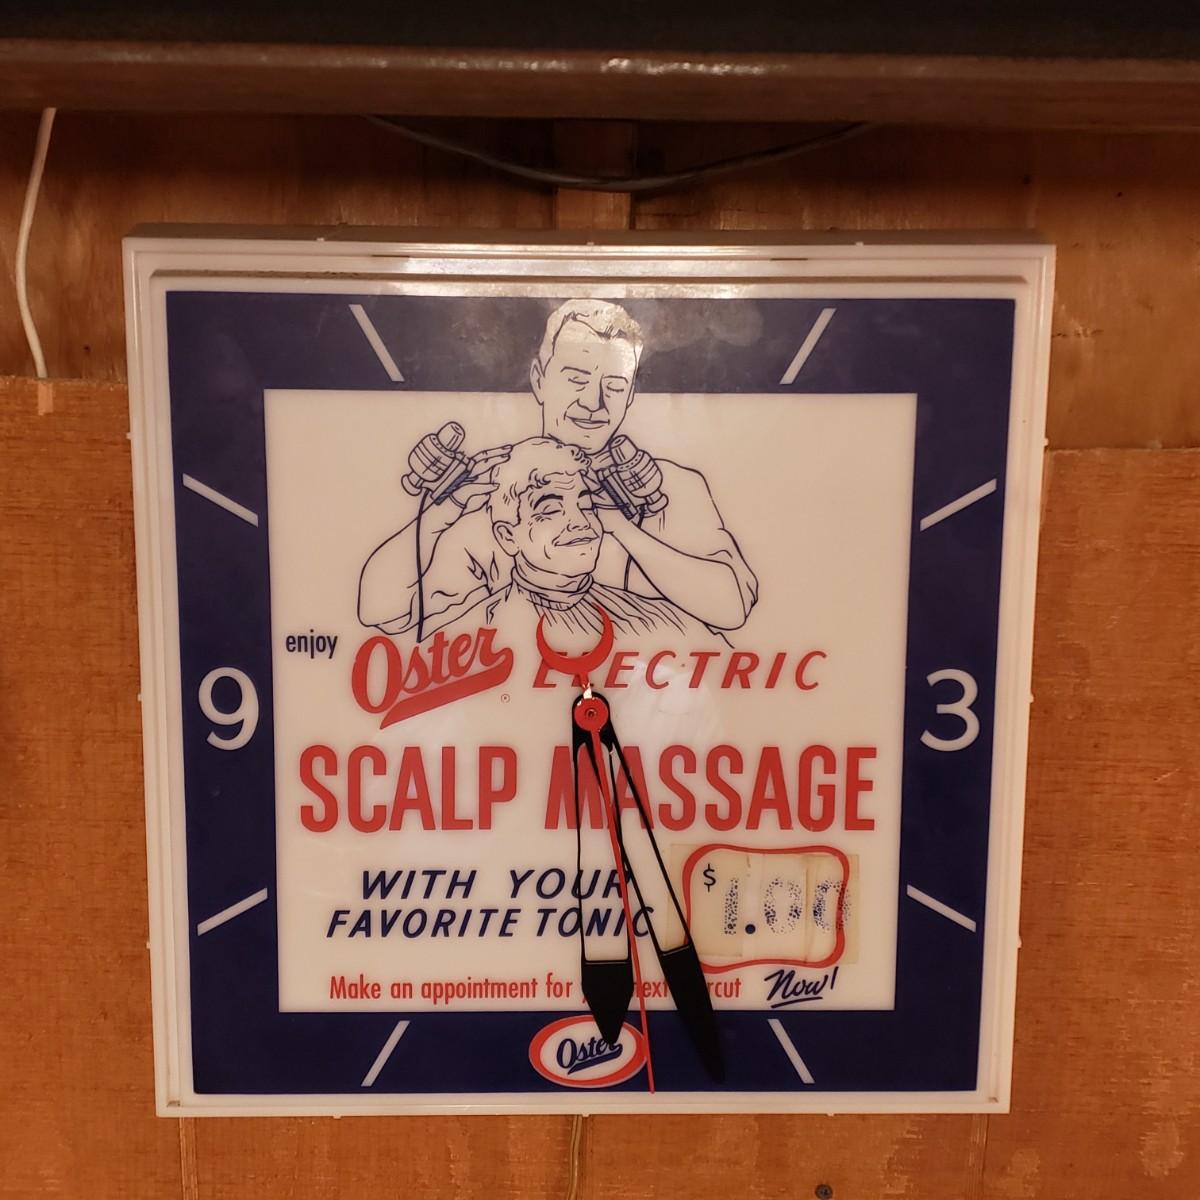 enjoy Oster ® ELECTRIC
9 3
SCALP MASSAGE
WITH YOUR
FAVORITE TONIC
$1.00
Make an appointment for next Now!
Oster